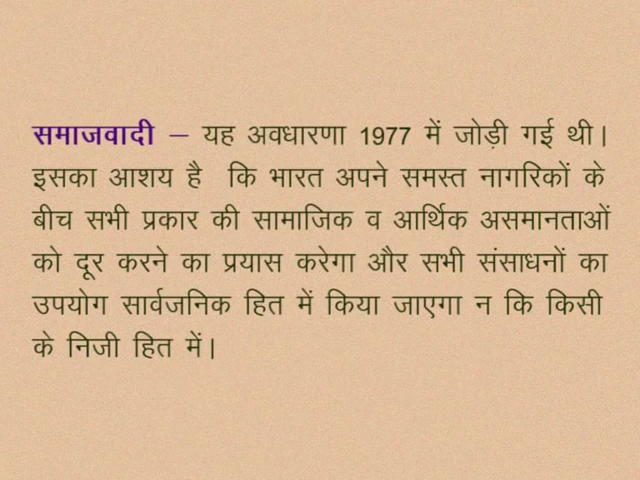 समाजवादी – यह अवधारणा 1977 में जोड़ी गई थी।
इसका आशय है कि भारत अपने समस्त नागरिकों के
बीच सभी प्रकार की सामाजिक व आर्थिक असमानताओं
को दूर करने का प्रयास करेगा और सभी संसाधनों का
उपयोग सार्वजनिक हित में किया जाएगा न कि किसी
के निजी हित में।